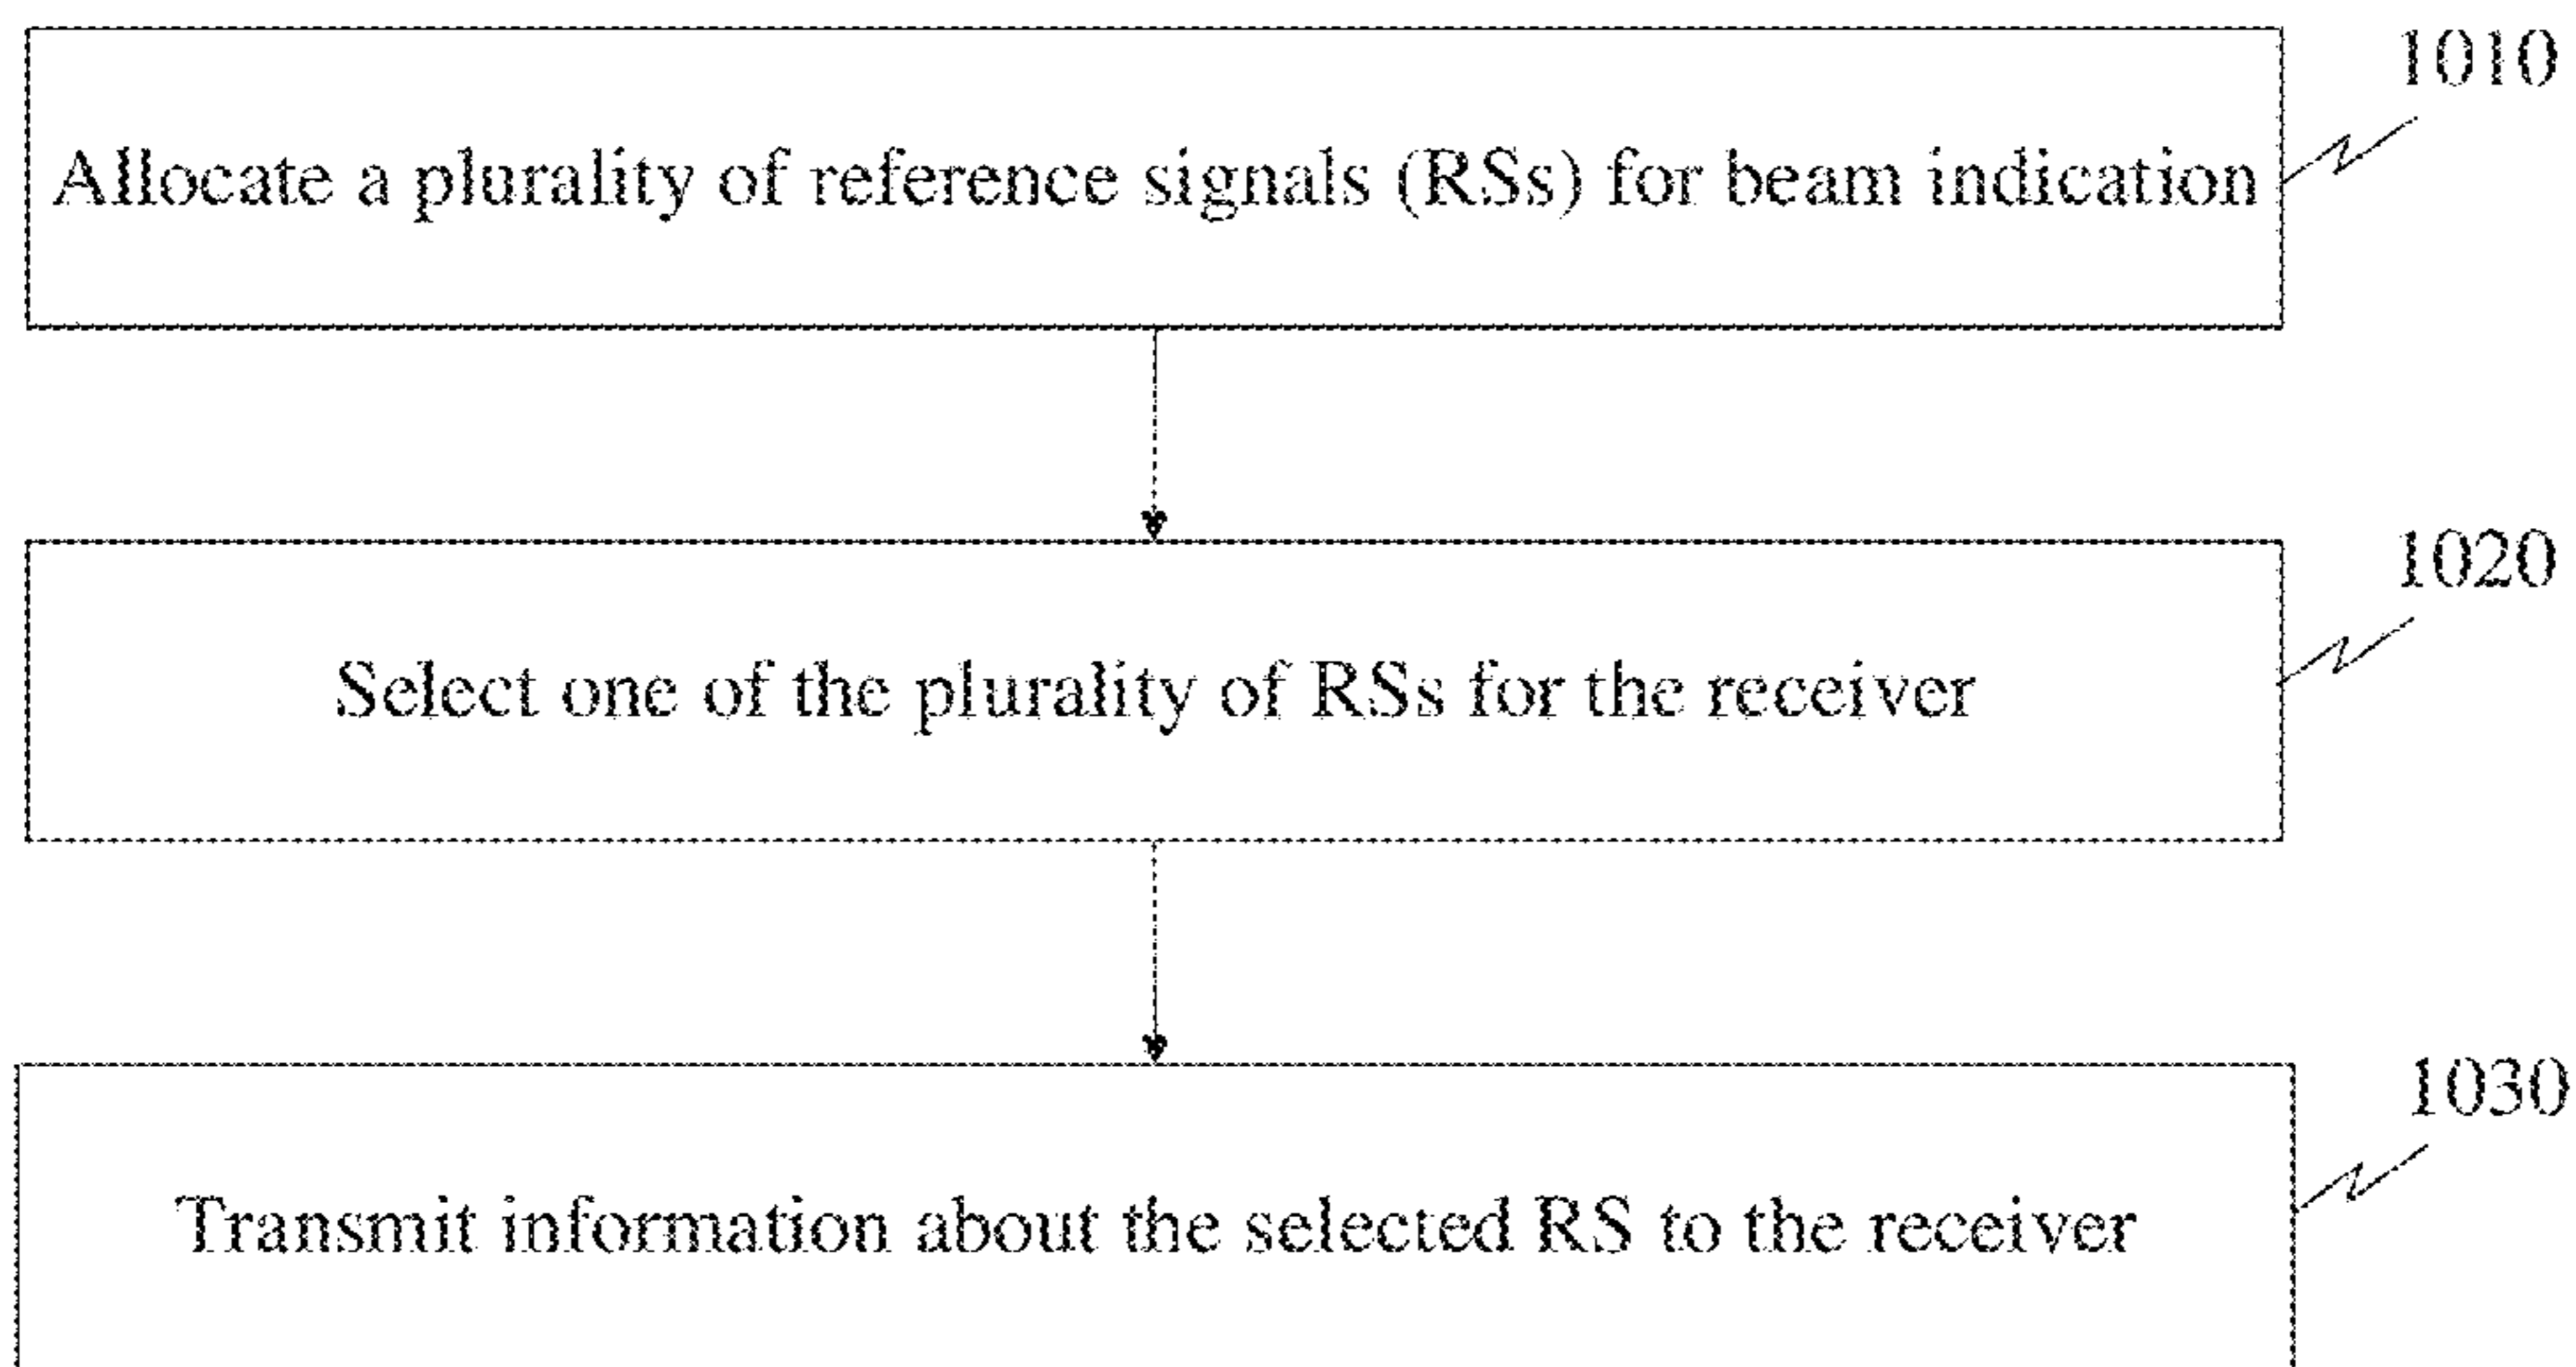 1010
Allocate a plurality of reference signals (RSs) for beam indication
1020
Select one of the plurality of RSs for the receiver
1030
Transmit information about the selected RS to the receiver